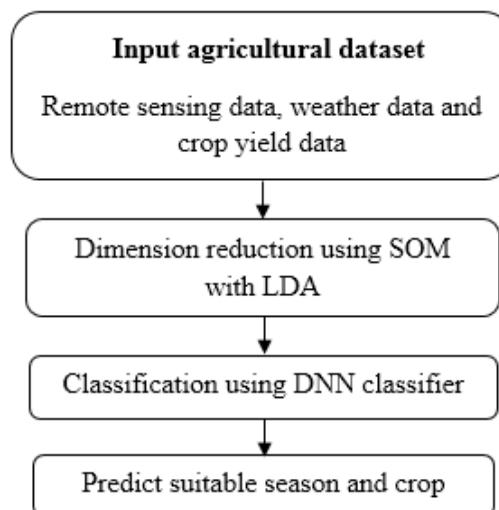 Input agricultural dataset
Remote sensing data, weather data and
crop yield data
Dimension reduction using SOM
with LDA
Classification using DNN classifier
Predict suitable season and crop